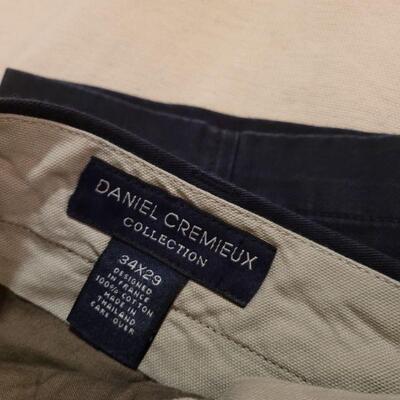 DANIEL CREMIEUX
COLLECTION
34X29
DESIGNED
IN FRANCE
100% COTTON
MADE IN
THAILAND
CARE OVER